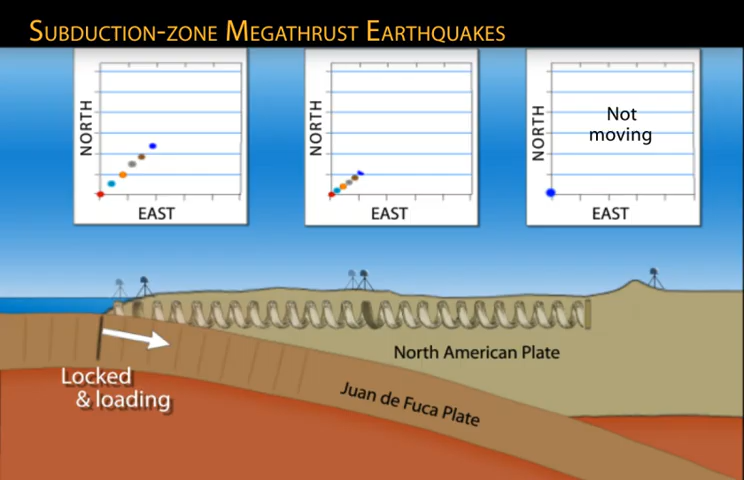 SUBDUCTION-ZONE MEGATHRUST EARTHQUAKES
NORTH
EAST
NORTH
EAST
NORTH
Not
moving
EAST
Locked
& loading
North American Plate
Juan de Fuca Plate